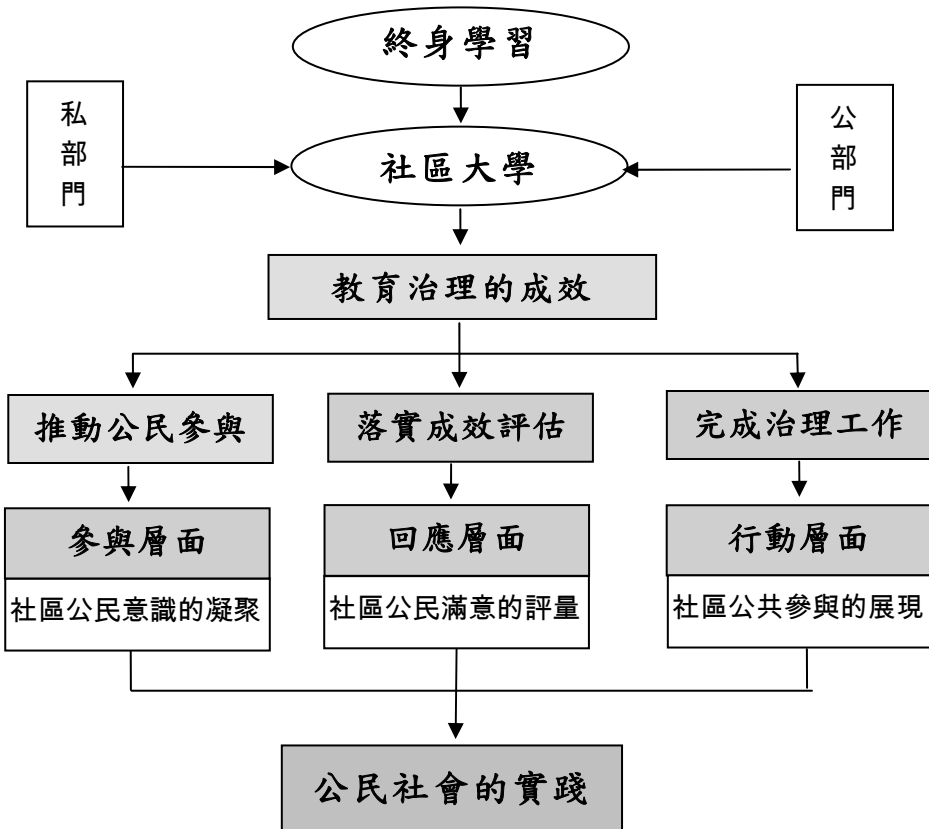 終身學習
私部門
公部門
社區大學
教育治理的成效
推動公民參與
落實成效評估
完成治理工作
參與層面
回應層面
行動層面
社區公民意識的凝聚
社區公民滿意的評量
社區公共參與的展現
公民社會的實踐